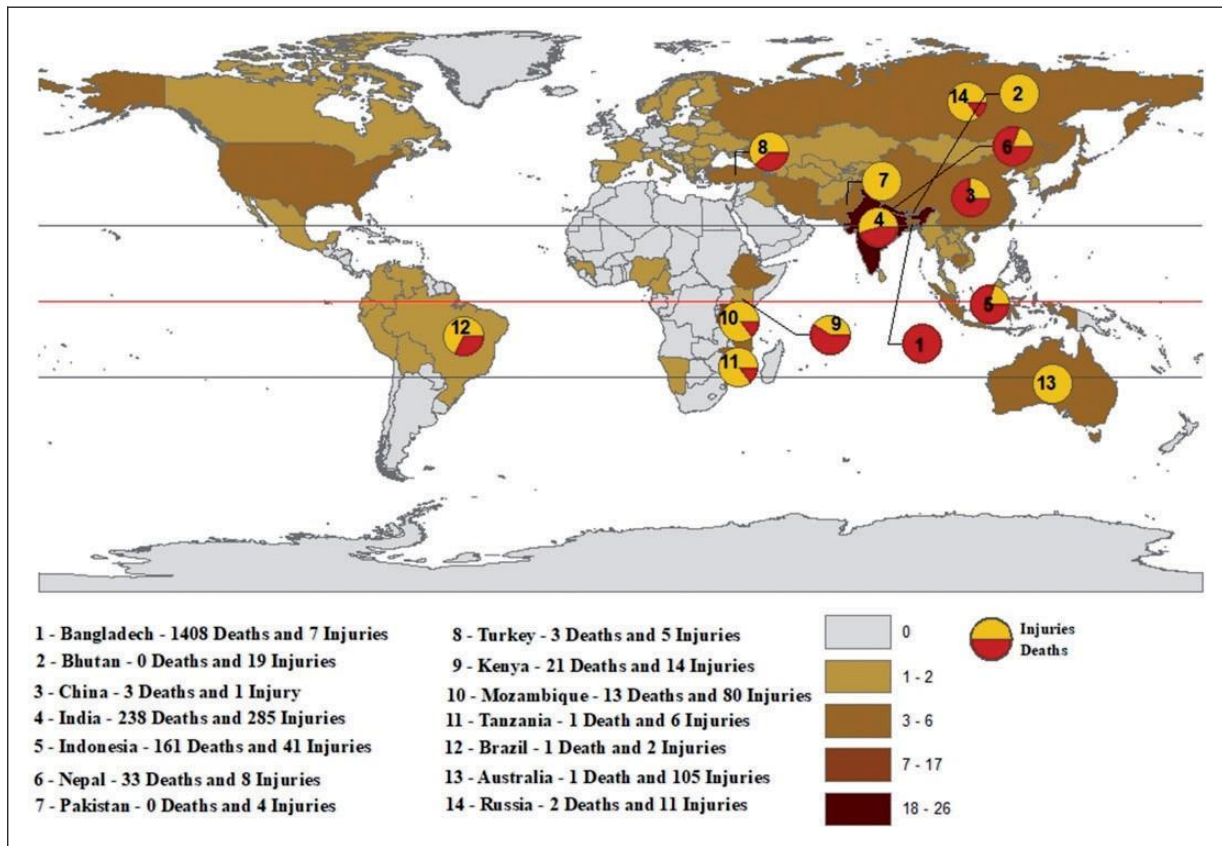 14
2
8
6
7
3
4
5
12
10
9
1
11
13
1 - Bangladech - 1408 Deaths and 7 Injuries
2 - Bhutan - 0 Deaths and 19 Injuries
3 - China - 3 Deaths and 1 Injury
4 - India - 238 Deaths and 285 Injuries
5 - Indonesia - 161 Deaths and 41 Injuries
6 - Nepal - 33 Deaths and 8 Injuries
7 - Pakistan - 0 Deaths and 4 Injuries
8 - Turkey - 3 Deaths and 5 Injuries
9 - Kenya - 21 Deaths and 14 Injuries
10 - Mozambique - 13 Deaths and 80 Injuries
11 - Tanzania - 1 Death and 6 Injuries
12 - Brazil - 1 Death and 2 Injuries
13 - Australia - 1 Death and 105 Injuries
14 - Russia - 2 Deaths and 11 Injuries
0
1 - 2
3 - 6
7 - 17
18 - 26
Injuries
Deaths